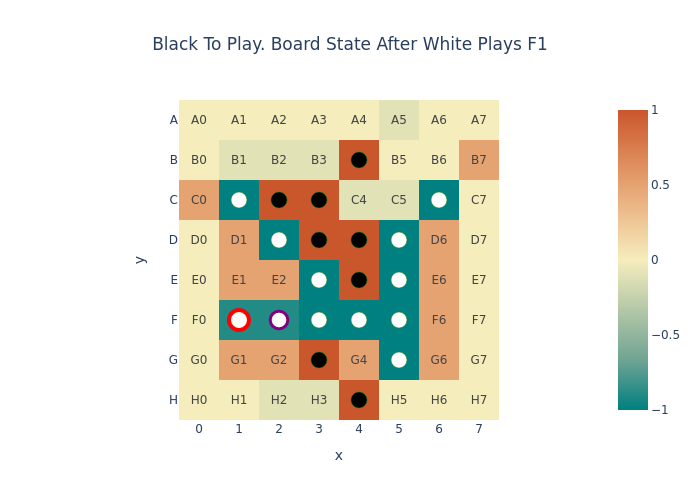 Black To Play. Board State After White Plays F1
A A0 A1 A2 A3 A4 A5 A6 A7
B B0 B1 B2 B3 B5 B6 B7
C C0 C4 C5 C7
D D0 D1 D6 D7
E E0 E1 E2 E6 E7
F F0 F6 F7
G G0 G1 G2 G4 G6 G7
H H0 H1 H2 H3 H5 H6 H7
0 1 2 3 4 5 6 7
x
y
1
0.5
0
−0.5
−1